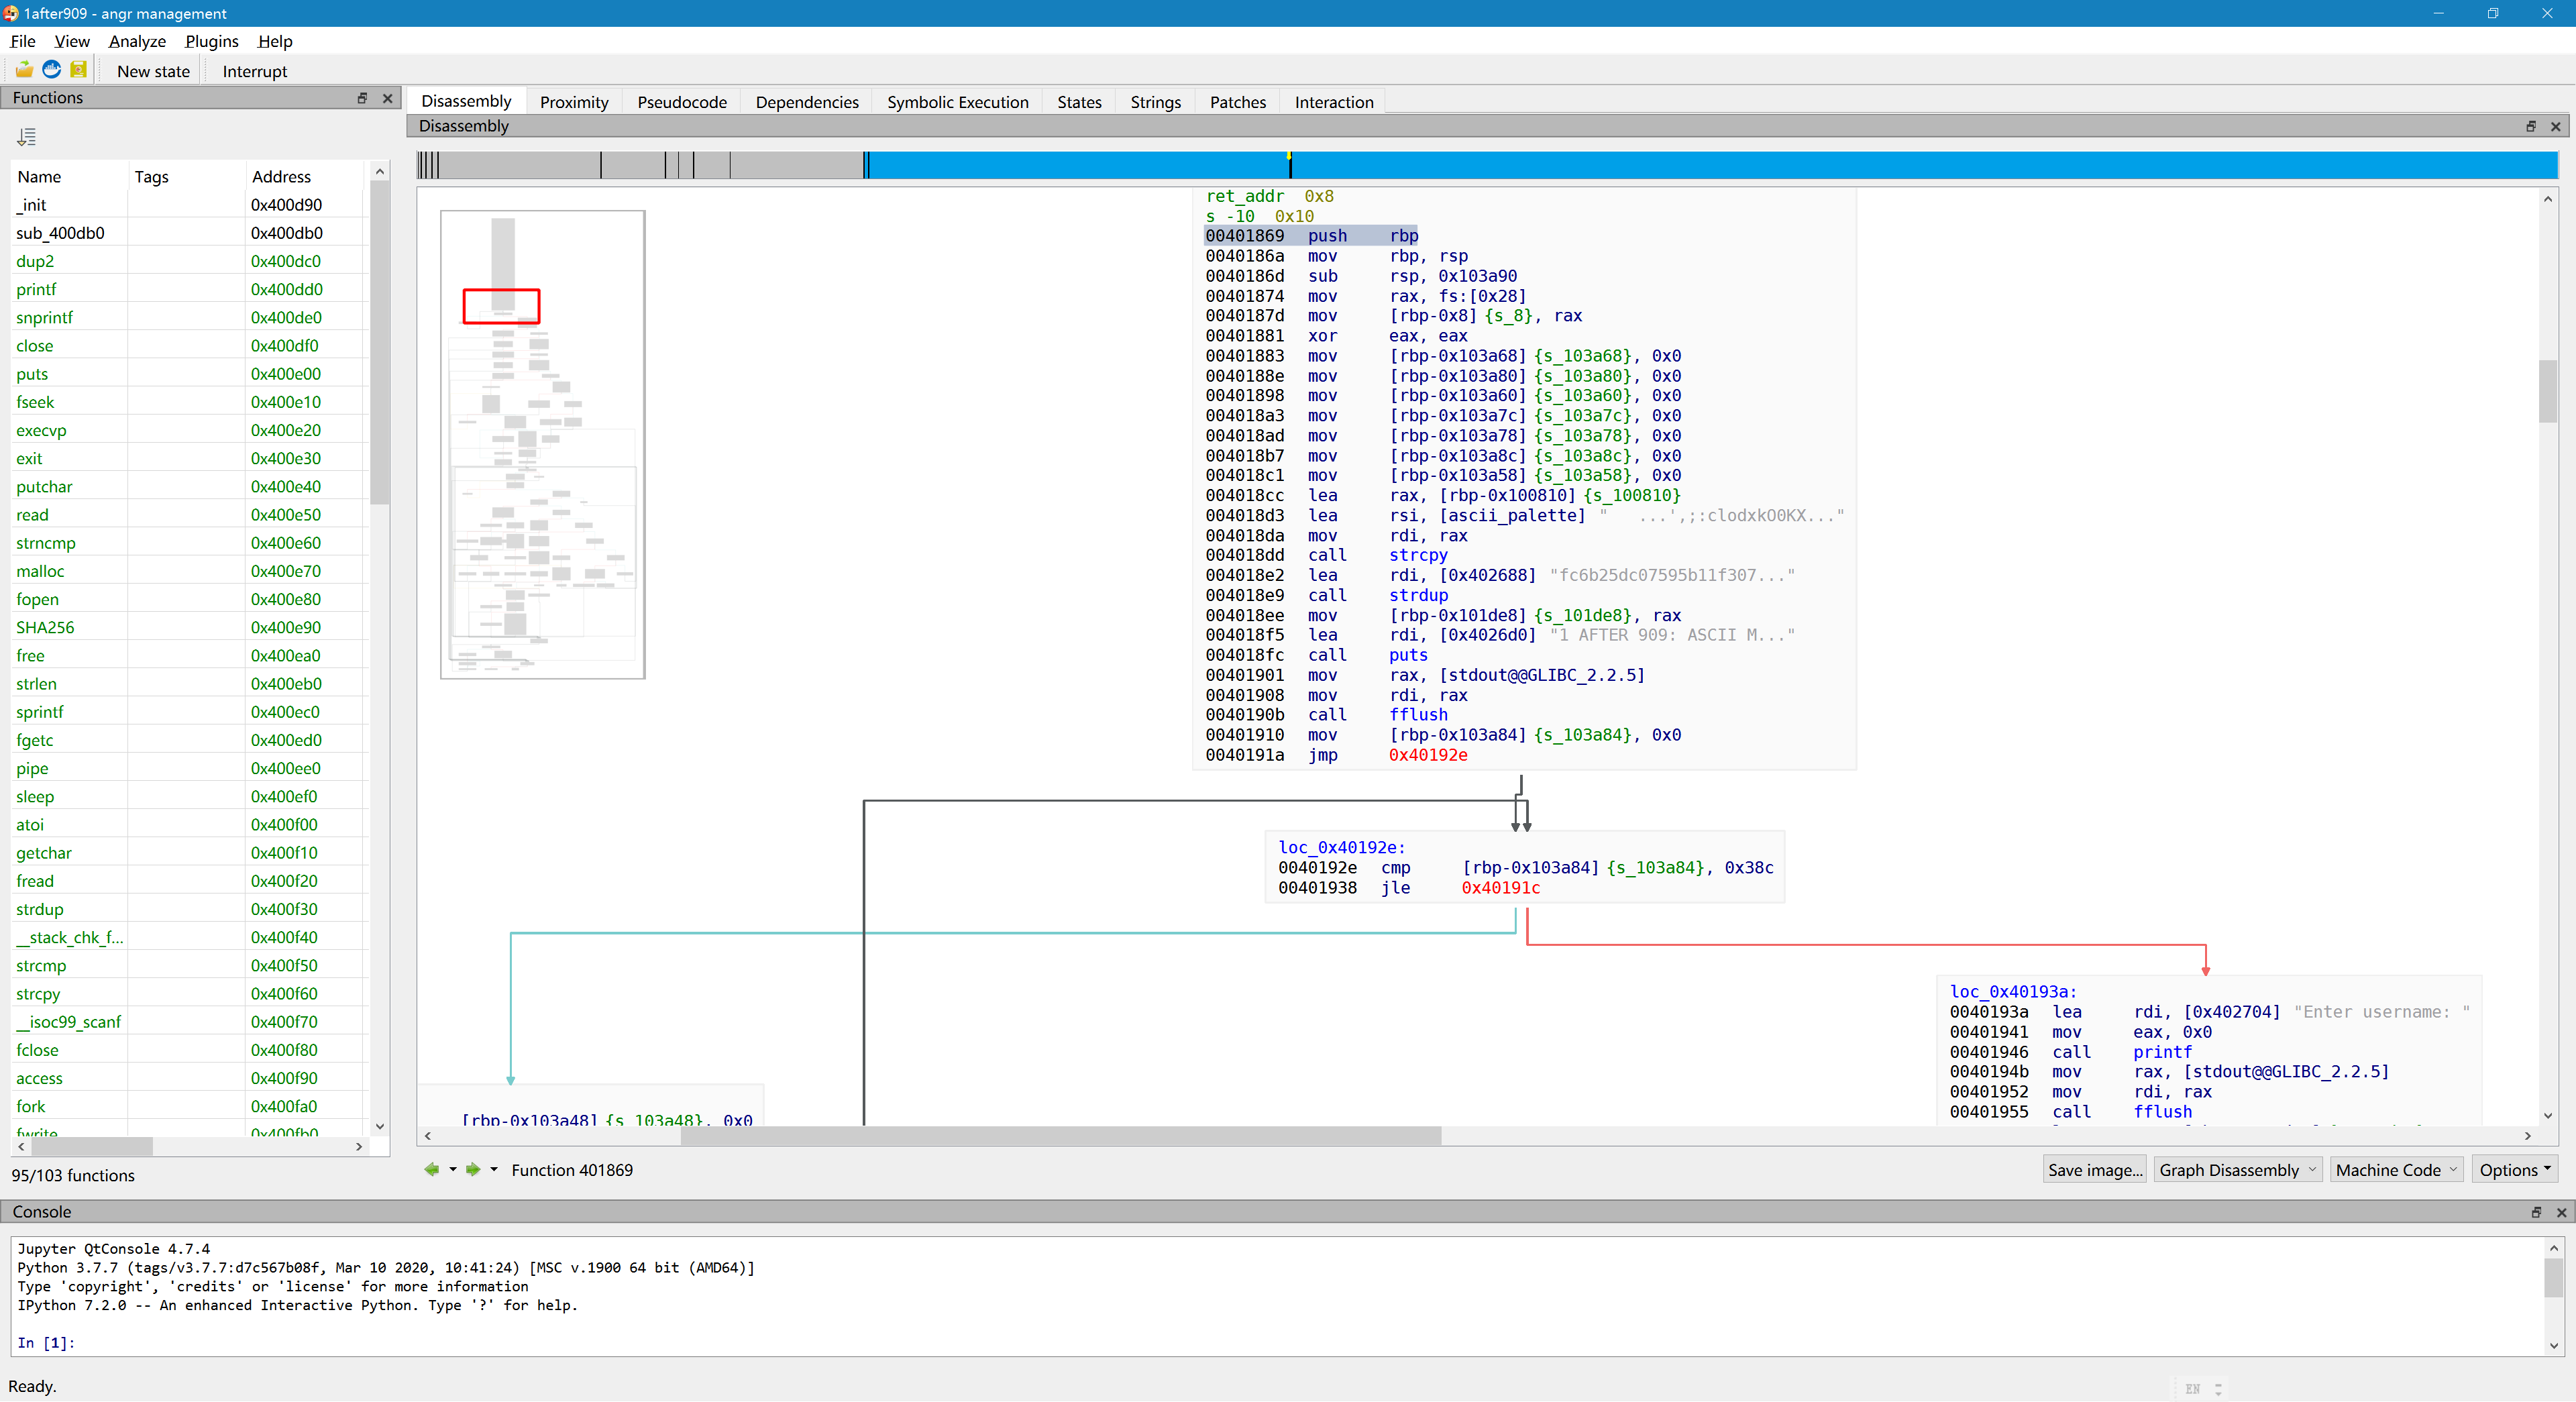 1after909 - angr management
File View Analyze Plugins Help
New state Interrupt
Functions
Name Tags Address
_init 0x400d90
sub_400db0 0x400db0
dup2 0x400dc0
printf 0x400dd0
snprintf 0x400de0
close 0x400df0
puts 0x400e00
fseek 0x400e10
execvp 0x400e20
exit 0x400e30
putchar 0x400e40
read 0x400e50
strncmp 0x400e60
malloc 0x400e70
fopen 0x400e80
SHA256 0x400e90
free 0x400ea0
strlen 0x400eb0
sprintf 0x400ec0
fgetc 0x400ed0
pipe 0x400ee0
sleep 0x400ef0
atoi 0x400f00
getchar 0x400f10
fread 0x400f20
strdup 0x400f30
__stack_chk_f... 0x400f40
strcmp 0x400f50
strcpy 0x400f60
__isoc99_scanf 0x400f70
fclose 0x400f80
access 0x400f90
fork 0x400fa0
fwrite 0x400fb0
95/103 functions
Disassembly Proximity Pseudocode Dependencies Symbolic Execution States Strings Patches Interaction
Disassembly
ret_addr 0x8
s -10 0x10
00401869 push rbp
0040186a mov rbp, rsp
0040186d sub rsp, 0x103a90
00401874 mov rax, fs:[0x28]
0040187d mov [rbp-0x8] {s_8}, rax
00401881 xor eax, eax
00401883 mov [rbp-0x103a68] {s_103a68}, 0x0
0040188e mov [rbp-0x103a80] {s_103a80}, 0x0
00401898 mov [rbp-0x103a60] {s_103a60}, 0x0
004018a3 mov [rbp-0x103a7c] {s_103a7c}, 0x0
004018ad mov [rbp-0x103a78] {s_103a78}, 0x0
004018b7 mov [rbp-0x103a8c] {s_103a8c}, 0x0
004018c1 mov [rbp-0x103a58] {s_103a58}, 0x0
004018cc lea rax, [rbp-0x100810] {s_100810}
004018d3 lea rsi, [ascii_palette] "   ...',;:clodxkO0KX..."
004018da mov rdi, rax
004018dd call strcpy
004018e2 lea rdi, [0x402688] "fc6b25dc07595b11f307..."
004018e9 call strdup
004018ee mov [rbp-0x101de8] {s_101de8}, rax
004018f5 lea rdi, [0x4026d0] "1 AFTER 909: ASCII M..."
004018fc call puts
00401901 mov rax, [stdout@@GLIBC_2.2.5]
00401908 mov rdi, rax
0040190b call fflush
00401910 mov [rbp-0x103a84] {s_103a84}, 0x0
0040191a jmp 0x40192e
loc_0x40192e:
0040192e cmp [rbp-0x103a84] {s_103a84}, 0x38c
00401938 jle 0x40191c
loc_0x40193a:
0040193a lea rdi, [0x402704] "Enter username: "
00401941 mov eax, 0x0
00401946 call printf
0040194b mov rax, [stdout@@GLIBC_2.2.5]
00401952 mov rdi, rax
00401955 call fflush
[rbp-0x103a48] {s_103a48}, 0x0
Function 401869
Save image... Graph Disassembly Machine Code Options
Console
Jupyter QtConsole 4.7.4
Python 3.7.7 (tags/v3.7.7:d7c567b08f, Mar 10 2020, 10:41:24) [MSC v.1900 64 bit (AMD64)]
Type 'copyright', 'credits' or 'license' for more information
IPython 7.2.0 -- An enhanced Interactive Python. Type '?' for help.
In [1]:
Ready.
EN